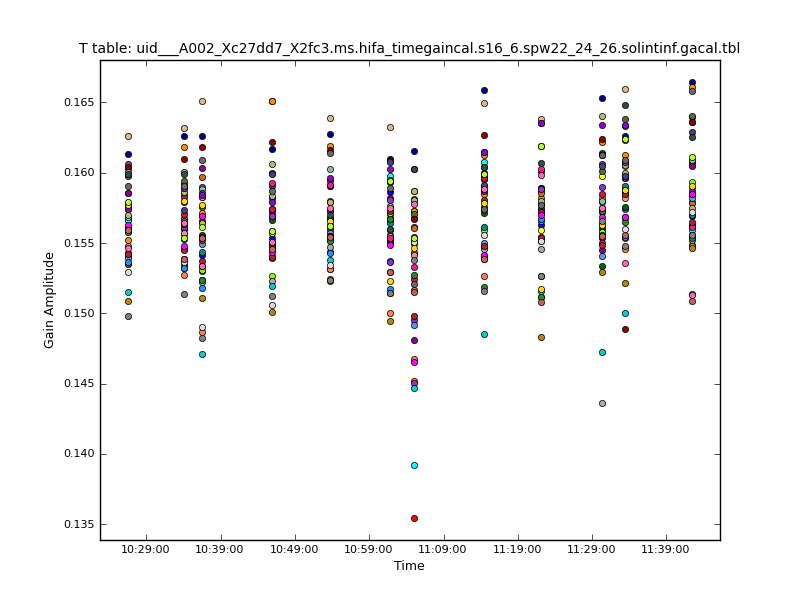 T table: uid___A002_Xc27dd7_X2fc3.ms.hifa_timegaincal.s16_6.spw22_24_26.solintinf.gacal.tbl
0.165
0.160
0.155
0.150
0.145
0.140
0.135
Gain Amplitude
10:29:00 10:39:00 10:49:00 10:59:00 11:09:00 11:19:00 11:29:00 11:39:00
Time